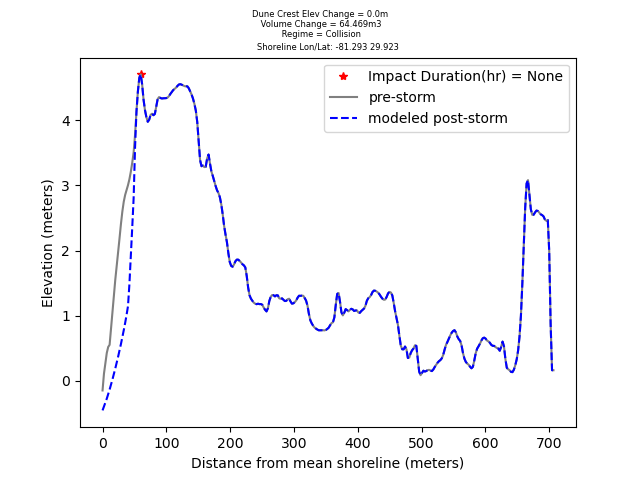 Dune Crest Elev Change = 0.0m
Volume Change = 64.469m3
Regime = Collision
Shoreline Lon/Lat: -81.293 29.923
Impact Duration(hr) = None
pre-storm
modeled post-storm
Elevation (meters)
4
3
2
1
0
0 100 200 300 400 500 600 700
Distance from mean shoreline (meters)